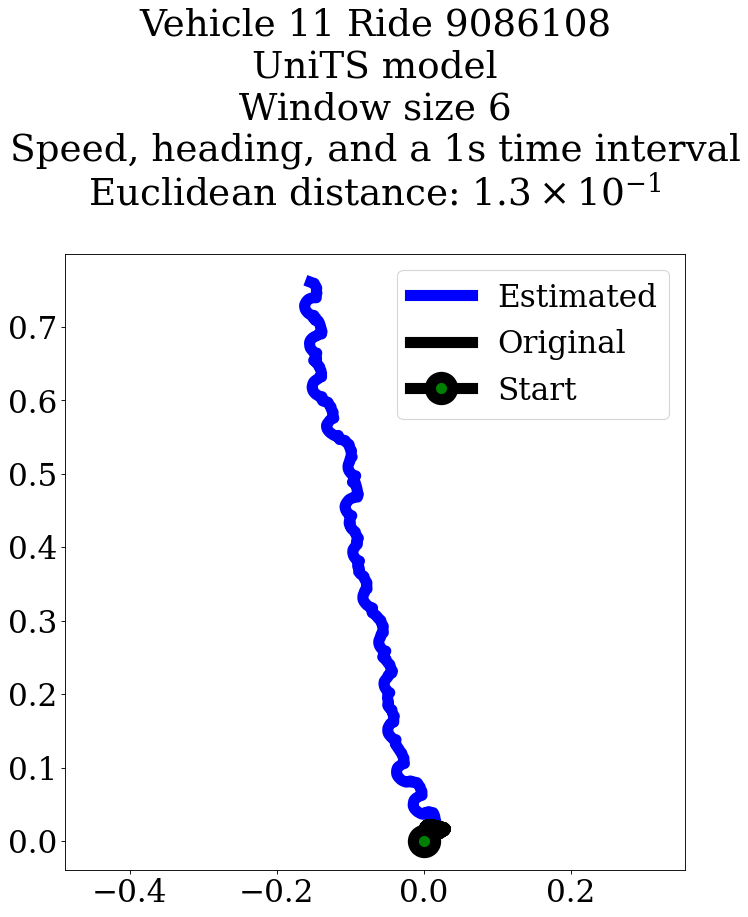 Vehicle 11 Ride 9086108
UniTS model
Window size 6
Speed, heading, and a 1s time interval
Euclidean distance: 1.3 × 10⁻¹
Estimated
Original
Start
0.7
0.6
0.5
0.4
0.3
0.2
0.1
0.0
−0.4 −0.2 0.0 0.2